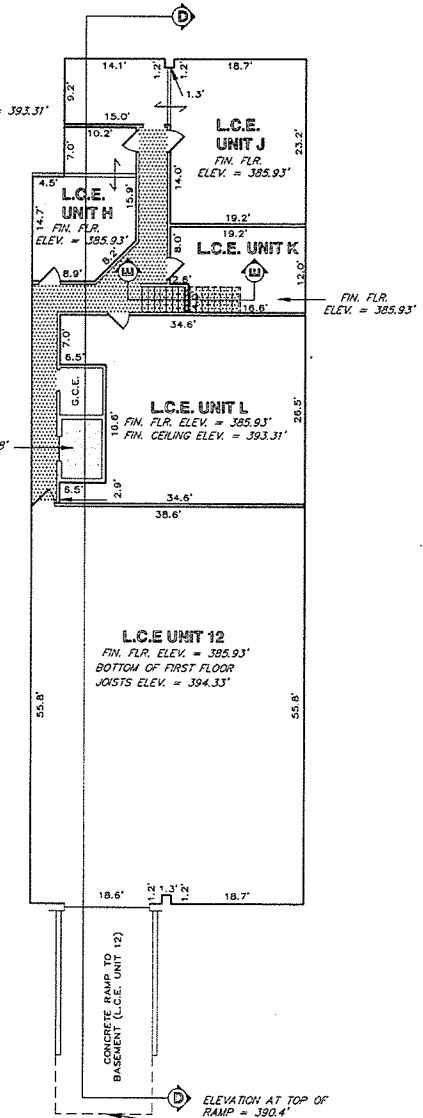 D
14.1'
1.2'
1.2'
18.7'
9.2'
1.3'
= 393.31'
15.0'
10.2'
7.0'
L.C.E.
UNIT J
FIN. FLR.
ELEV. = 385.93'
23.2'
14.0'
4.5'
15.9'
L.C.E.
UNIT H
FIN. FLR.
ELEV. = 385.93'
14.7'
8.2'
8.9'
19.2'
19.2'
8.0'
L.C.E. UNIT K
12.0'
E
E
12.6'
16.6'
FIN. FLR.
ELEV. = 385.93'
34.6'
7.0'
6.5'
G.C.E.
16.6'
L.C.E. UNIT L
FIN. FLR. ELEV. = 385.93'
FIN. CEILING ELEV. = 393.31'
26.5'
8'
6.5'
2.9'
34.6'
38.6'
L.C.E UNIT 12
FIN. FLR. ELEV. = 385.93'
BOTTOM OF FIRST FLOOR
JOISTS ELEV. = 394.33'
55.8'
55.8'
18.6'
1.2'
1.3'
1.2'
18.7'
CONCRETE RAMP TO
BASEMENT (L.C.E. UNIT 12)
D
ELEVATION AT TOP OF
RAMP = 390.4'